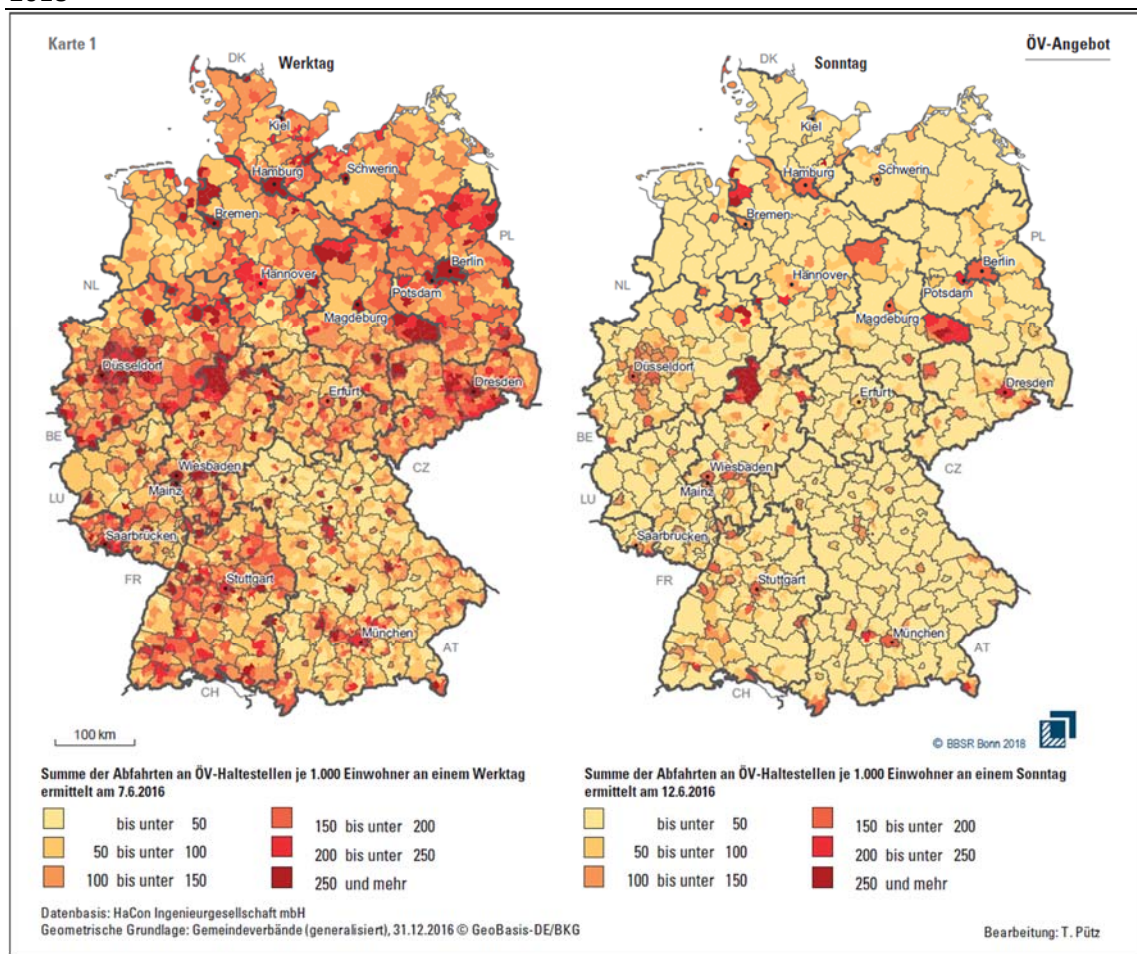 Karte 1
ÖV-Angebot
Werktag
DK
Kiel
Hamburg
Schwerin
Bremen
PL
Berlin
Hannover
NL
Potsdam
Magdeburg
Düsseldorf
Dresden
Erfurt
BE
Wiesbaden
CZ
LU
Mainz
Saarbrücken
FR
Stuttgart
München
AT
CH
100 km
Sonntag
DK
Kiel
Hamburg
Schwerin
Bremen
PL
Berlin
Hannover
NL
Potsdam
Magdeburg
Düsseldorf
Dresden
Erfurt
BE
Wiesbaden
CZ
LU
Mainz
Saarbrücken
FR
Stuttgart
München
AT
CH
© BBSR Bonn 2018
Summe der Abfahrten an ÖV-Haltestellen je 1.000 Einwohner an einem Werktag
ermittelt am 7.6.2016
bis unter 50
50 bis unter 100
100 bis unter 150
150 bis unter 200
200 bis unter 250
250 und mehr
Summe der Abfahrten an ÖV-Haltestellen je 1.000 Einwohner an einem Sonntag
ermittelt am 12.6.2016
bis unter 50
50 bis unter 100
100 bis unter 150
150 bis unter 200
200 bis unter 250
250 und mehr
Datenbasis: HaCon Ingenieurgesellschaft mbH
Geometrische Grundlage: Gemeindeverbände (generalisiert), 31.12.2016 © GeoBasis-DE/BKG
Bearbeitung: T. Pütz